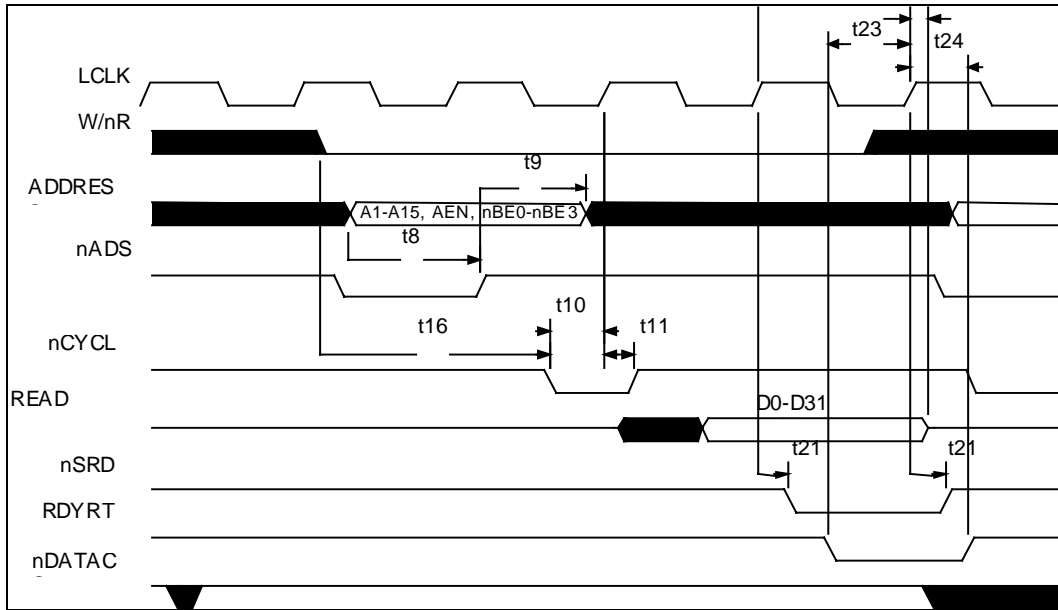 t23
t24
LCLK
W/nR
t9
ADDRES
A1-A15, AEN, nBE0-nBE3
t8
nADS
t10
t16
t11
nCYCL
READ
D0-D31
t21
t21
nSRD
RDYRT
nDATAC